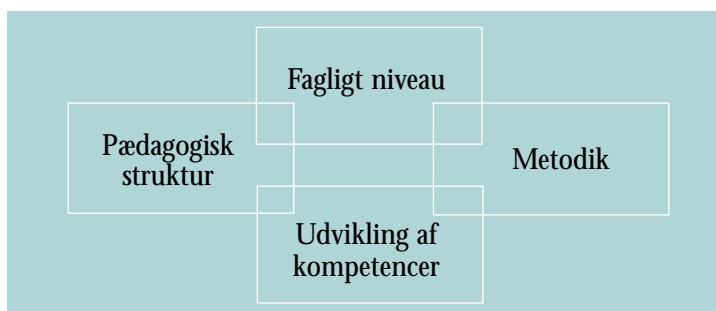 Fagligt niveau
Pædagogisk
struktur
Metodik
Udvikling af
kompetencer